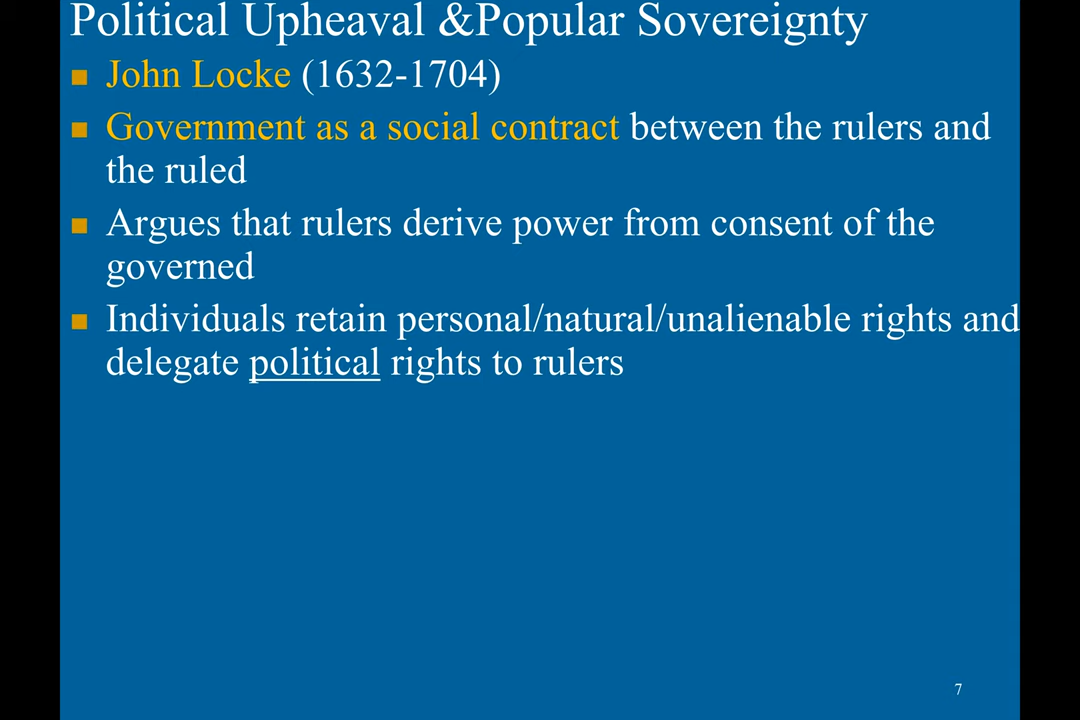 Political Upheaval &Popular Sovereignty
John Locke (1632-1704)
Government as a social contract between the rulers and
the ruled
Argues that rulers derive power from consent of the
governed
Individuals retain personal/natural/unalienable rights and
delegate political rights to rulers
7